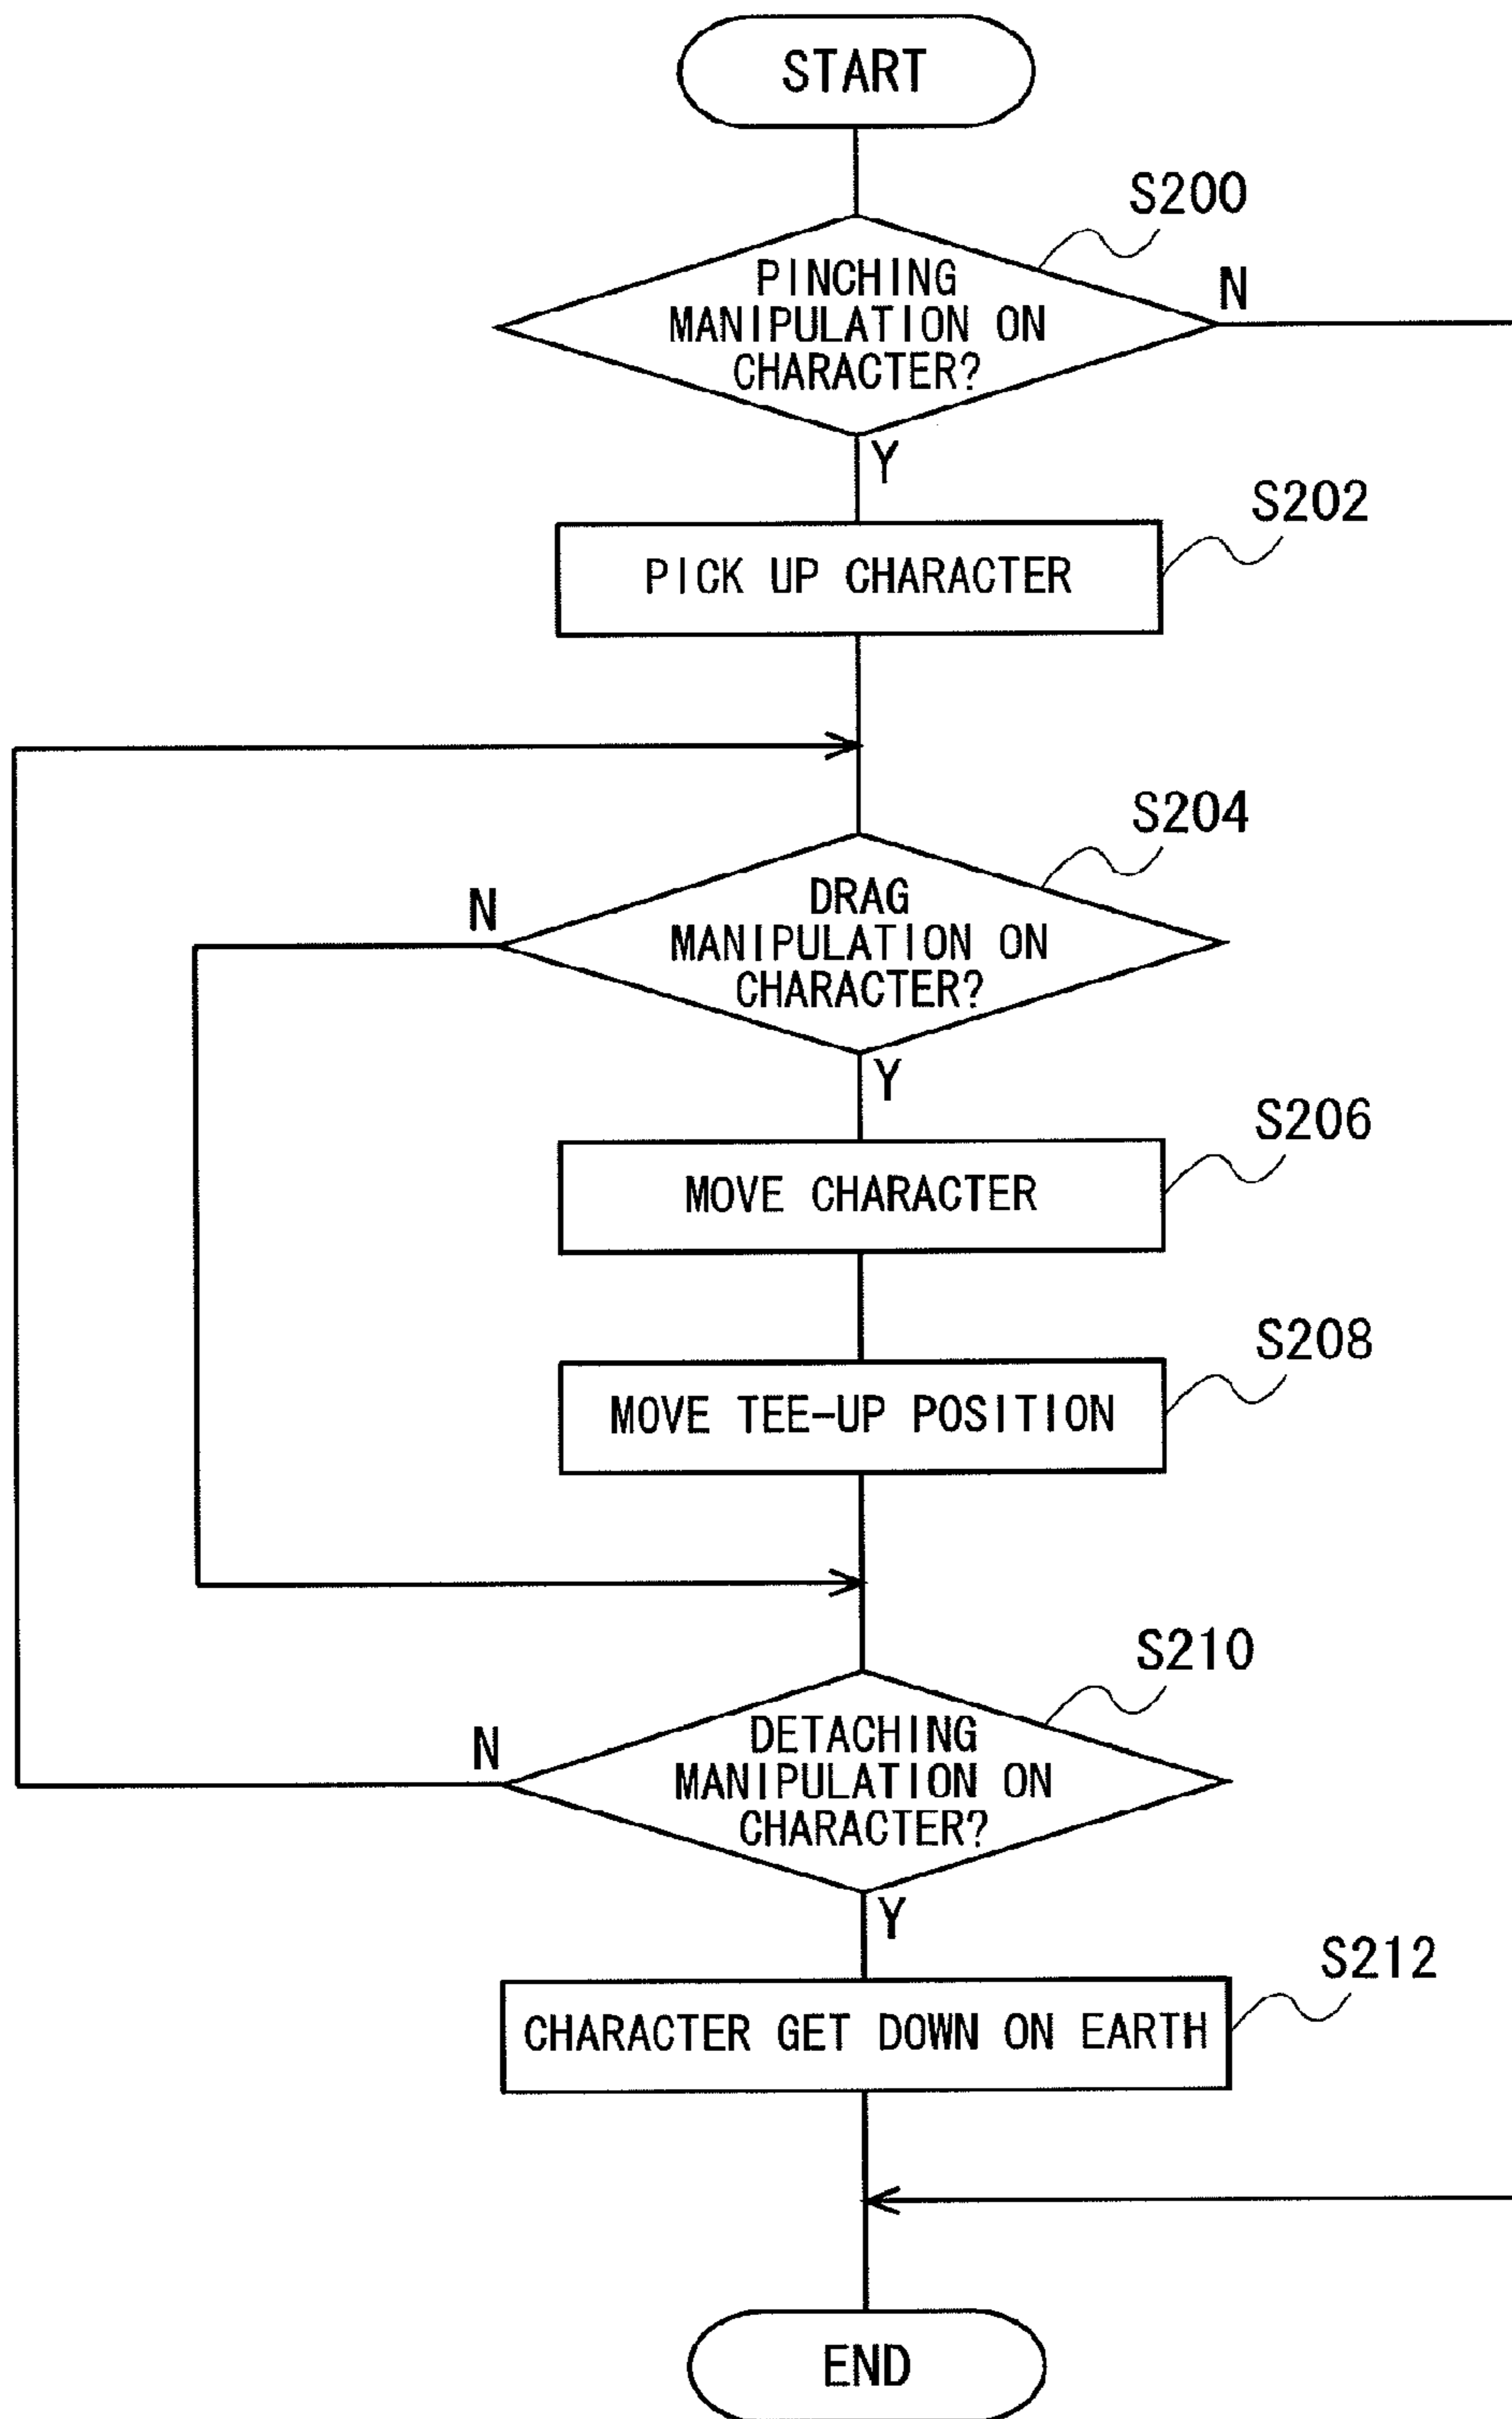 START
S200
PINCHING
MANIPULATION ON
CHARACTER?
N
Y
S202
PICK UP CHARACTER
S204
N
DRAG
MANIPULATION ON
CHARACTER?
Y
S206
MOVE CHARACTER
S208
MOVE TEE-UP POSITION
S210
N
DETACHING
MANIPULATION ON
CHARACTER?
Y
S212
CHARACTER GET DOWN ON EARTH
END